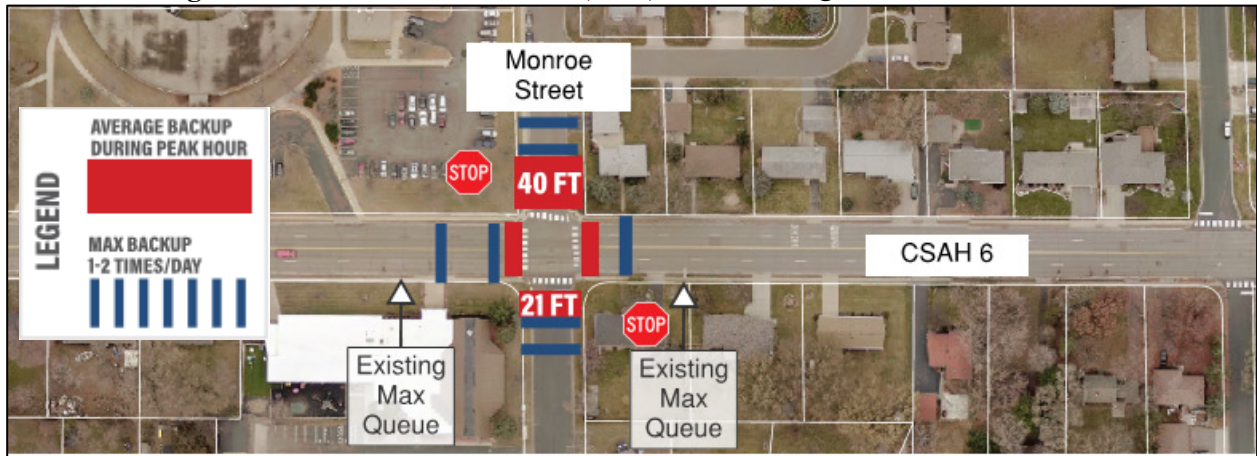 Monroe
Street
LEGEND
AVERAGE BACKUP
DURING PEAK HOUR
MAX BACKUP
1-2 TIMES/DAY
STOP
40 FT
CSAH 6
21 FT
STOP
Existing
Max
Queue
Existing
Max
Queue